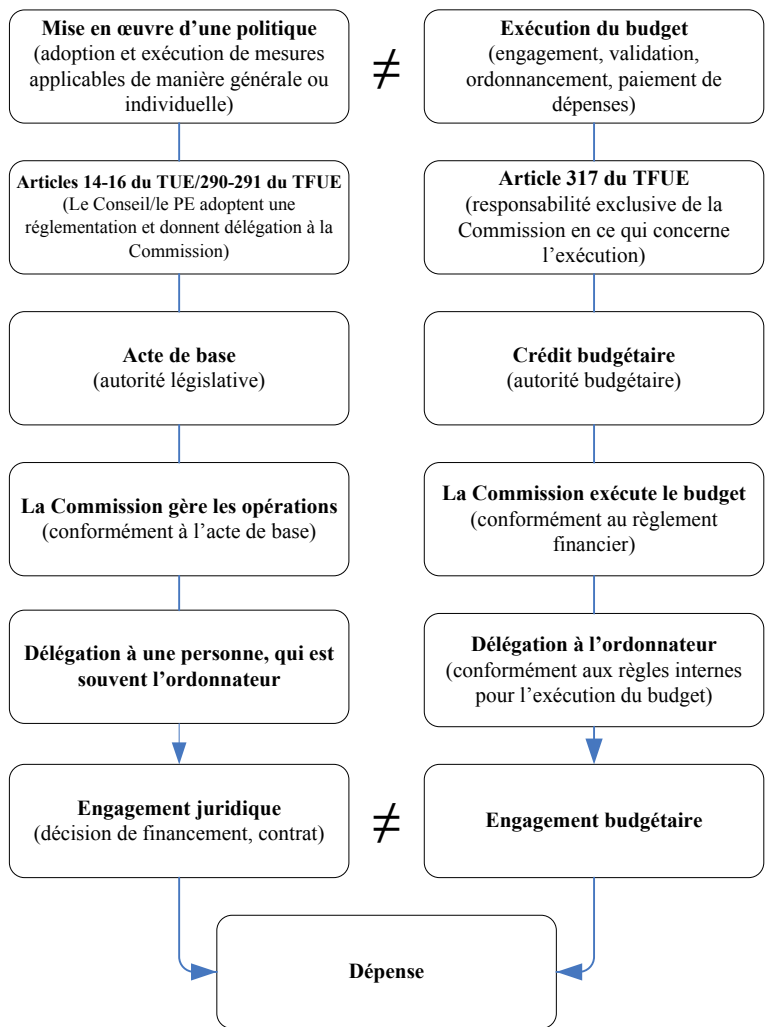 Mise en œuvre d’une politique
(adoption et exécution de mesures
applicables de manière générale ou
individuelle)
≠
Exécution du budget
(engagement, validation,
ordonnancement, paiement de
dépenses)
Articles 14-16 du TUE/290-291 du TFUE
(Le Conseil/le PE adoptent une
réglementation et donnent délégation à la
Commission)
Article 317 du TFUE
(responsabilité exclusive de la
Commission en ce qui concerne
l’exécution)
Acte de base
(autorité législative)
Crédit budgétaire
(autorité budgétaire)
La Commission gère les opérations
(conformément à l’acte de base)
La Commission exécute le budget
(conformément au règlement
financier)
Délégation à une personne, qui est
souvent l’ordonnateur
Délégation à l’ordonnateur
(conformément aux règles internes
pour l’exécution du budget)
Engagement juridique
(décision de financement, contrat)
≠
Engagement budgétaire
Dépense